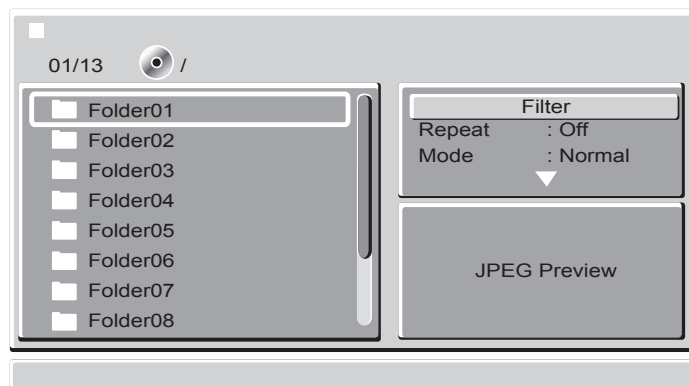 01/13 /
Folder01
Folder02
Folder03
Folder04
Folder05
Folder06
Folder07
Folder08
Filter
Repeat : Off
Mode : Normal
JPEG Preview